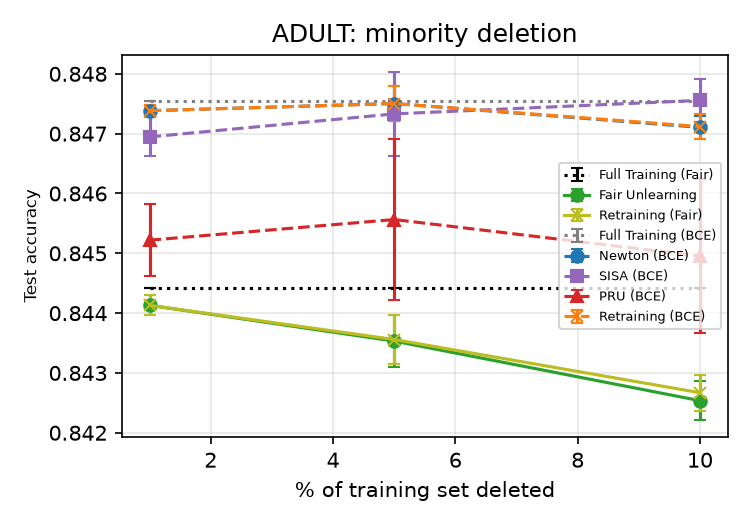 ADULT: minority deletion
Test accuracy
0.848
0.847
0.846
0.845
0.844
0.843
0.842
Full Training (Fair)
Fair Unlearning
Retraining (Fair)
Full Training (BCE)
Newton (BCE)
SISA (BCE)
PRU (BCE)
Retraining (BCE)
2 4 6 8 10
% of training set deleted